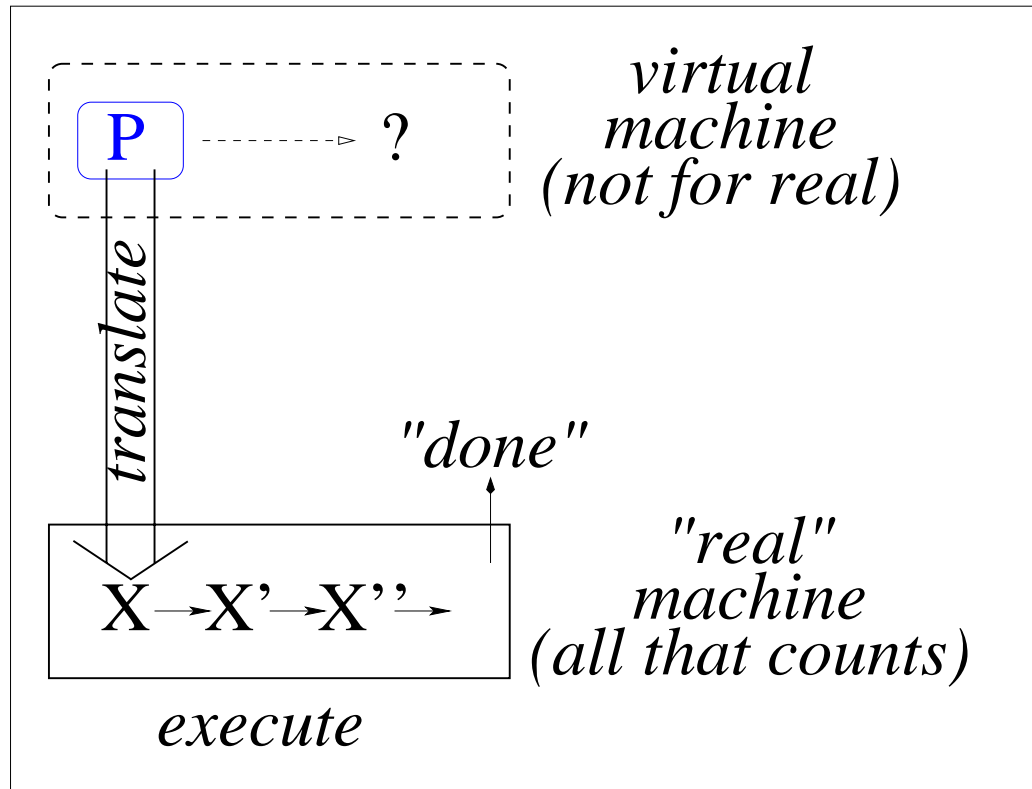 virtual
machine
(not for real)
P ?
translate
"done"
"real"
machine
(all that counts)
X X' X''
execute